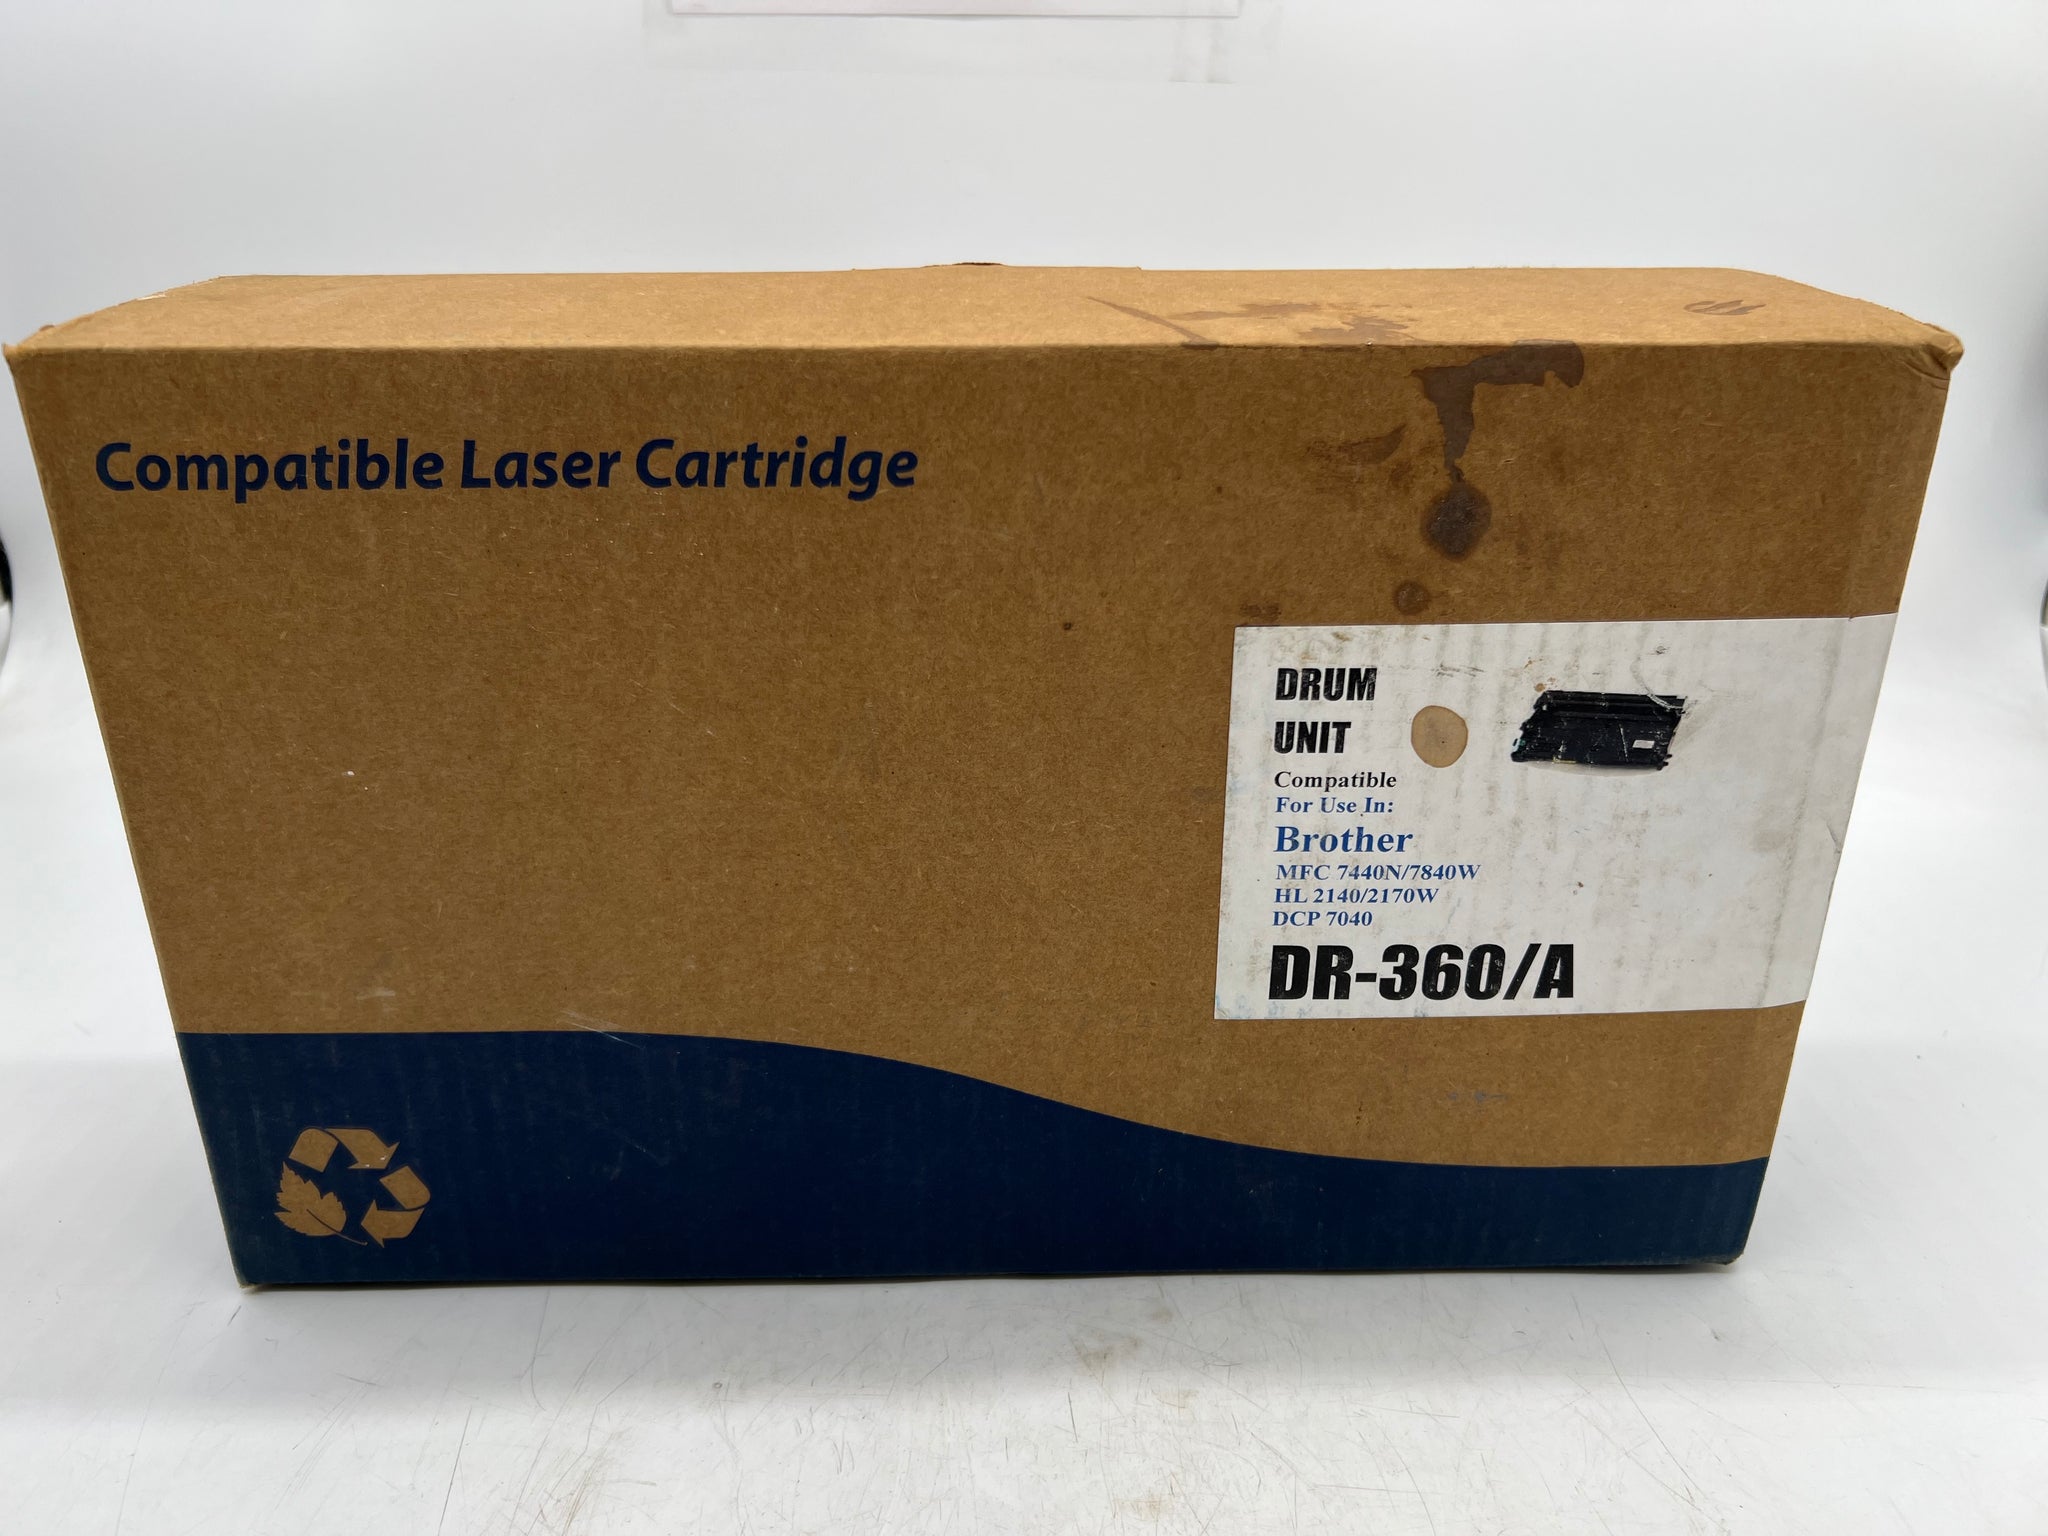 Compatible Laser Cartridge
DRUM
UNIT
Compatible
For Use In:
Brother
MFC 7440N/7840W
HL 2140/2170W
DCP 7040
DR-360/A